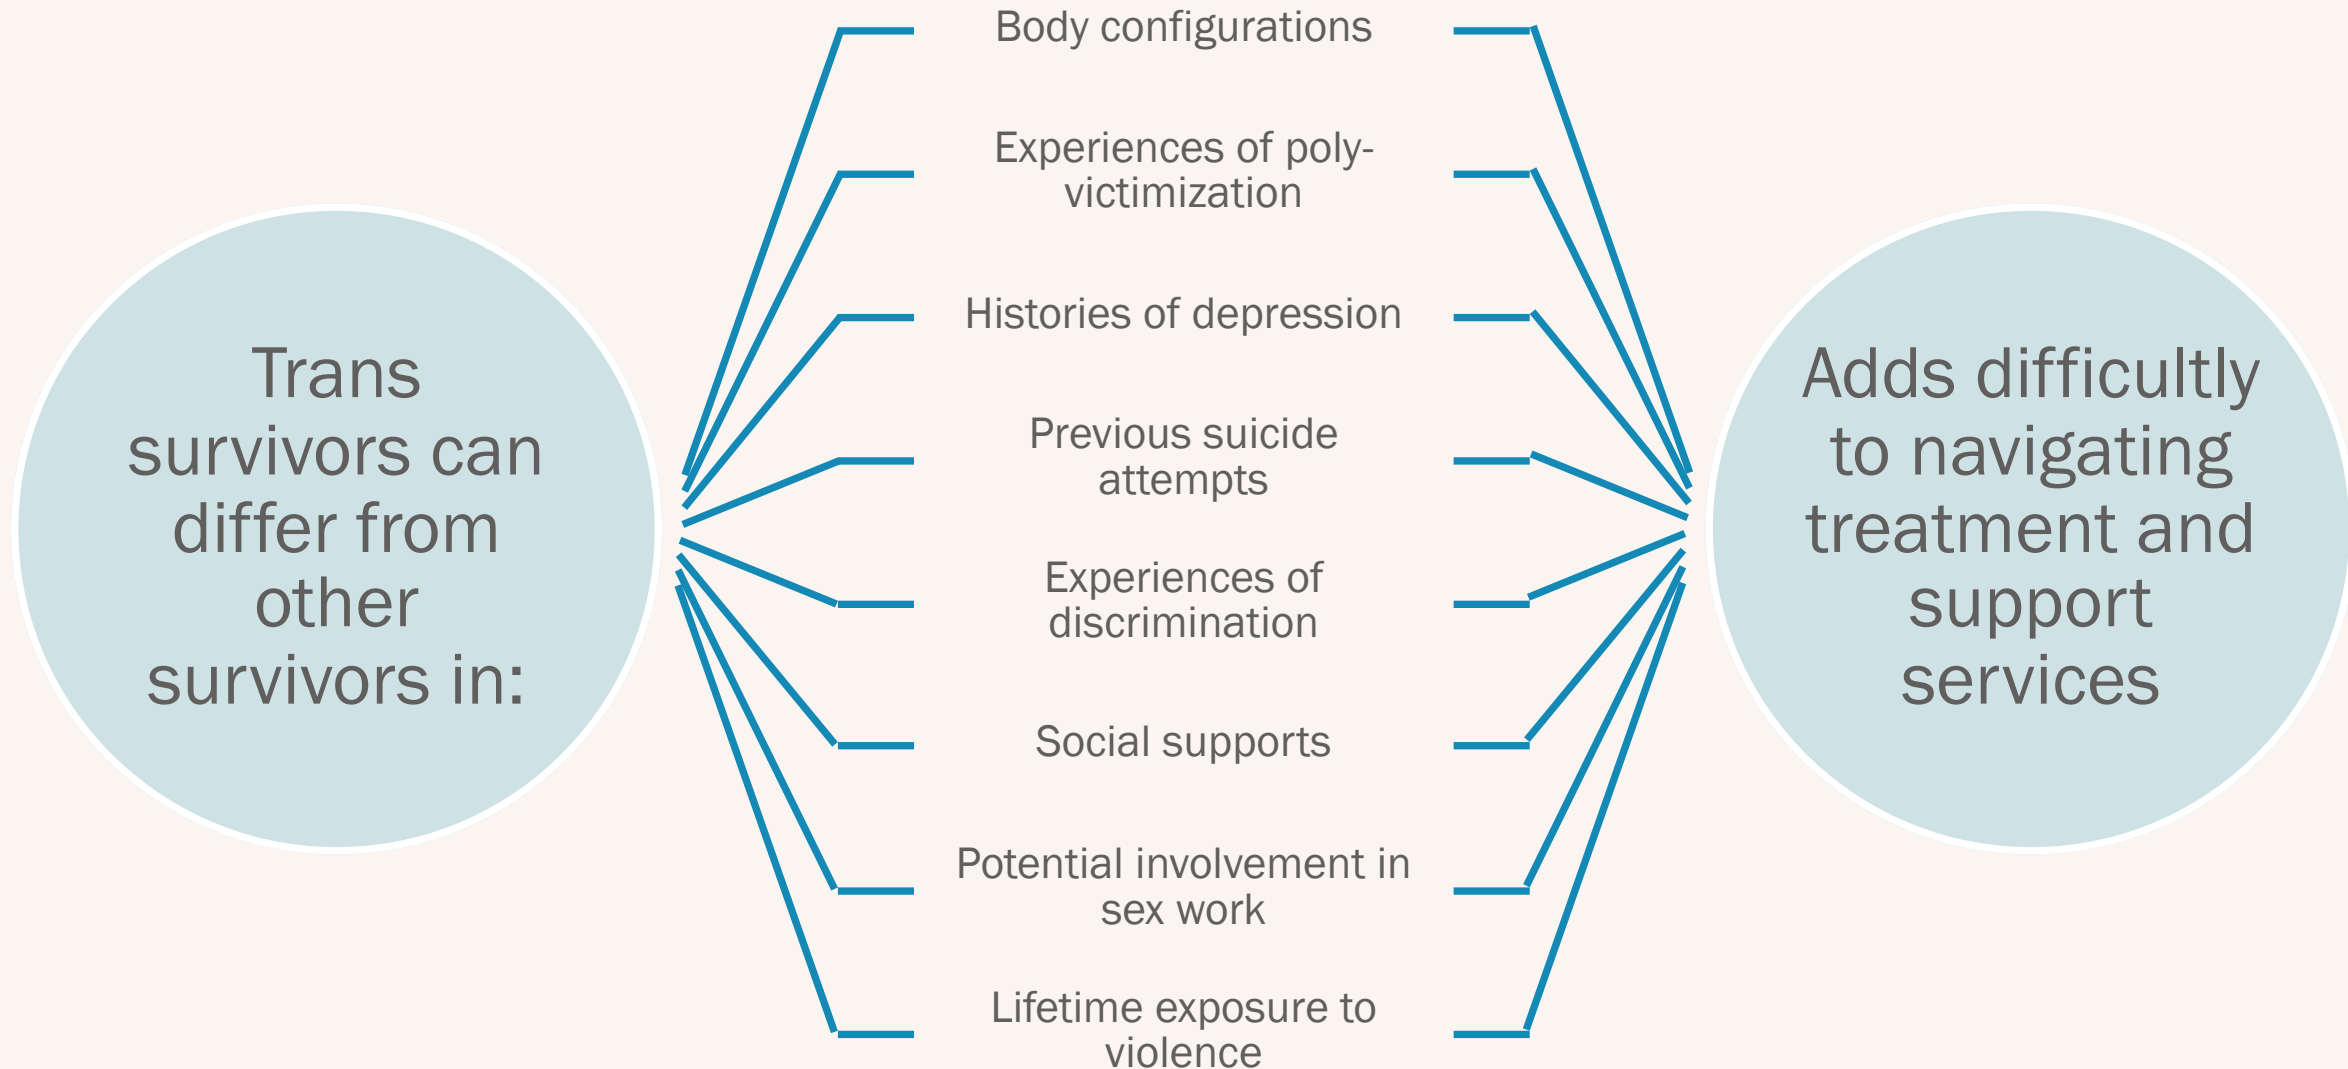 Trans
survivors can
differ from
other
survivors in:
Body configurations
Experiences of poly-
victimization
Histories of depression
Previous suicide
attempts
Experiences of
discrimination
Social supports
Potential involvement in
sex work
Lifetime exposure to
violence
Adds difficultly
to navigating
treatment and
support
services